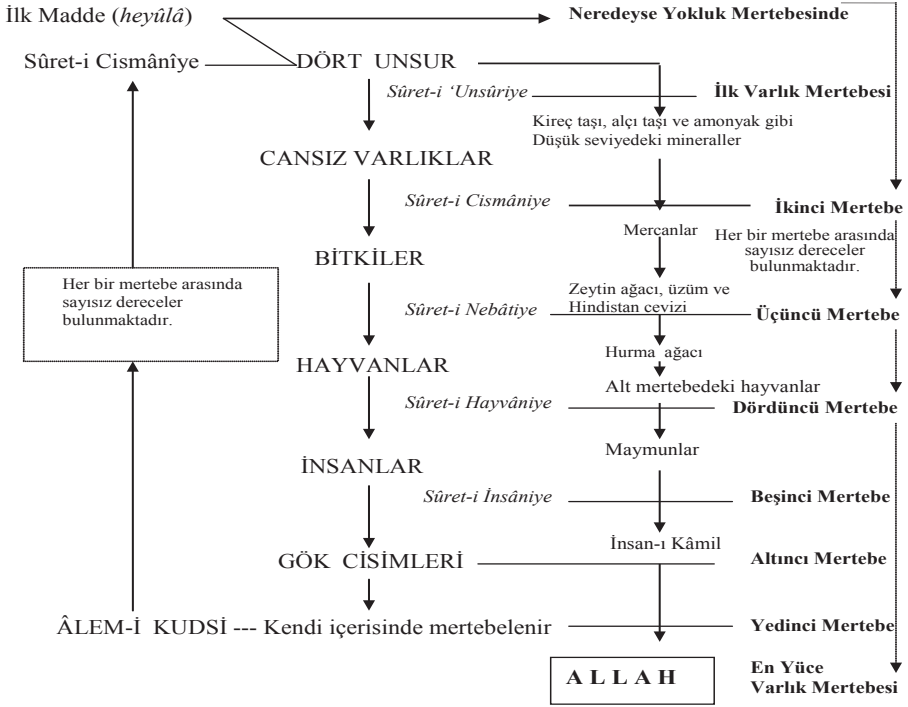 İlk Madde (heyûlâ)
Neredeyse Yokluk Mertebesinde
Sûret-i Cismânîye
DÖRT UNSUR
Sûret-i ‘Unsûriye
İlk Varlık Mertebesi
Kireç taşı, alçı taşı ve amonyak gibi
Düşük seviyedeki mineraller
CANSIZ VARLIKLAR
Sûret-i Cismâniye
İkinci Mertebe
Mercanlar
Her bir mertebe arasında
sayısız dereceler
bulunmaktadır.
BİTKİLER
Her bir mertebe arasında
sayısız dereceler
bulunmaktadır.
Zeytin ağacı, üzüm ve
Hindistan cevizi
Sûret-i Nebâtiye
Üçüncü Mertebe
Hurma ağacı
HAYVANLAR
Alt mertebedeki hayvanlar
Sûret-i Hayvâniye
Dördüncü Mertebe
Maymunlar
İNSANLAR
Sûret-i İnsâniye
Beşinci Mertebe
İnsan-ı Kâmil
GÖK CİSİMLERİ
Altıncı Mertebe
ÂLEM-İ KUDSİ --- Kendi içerisinde mertebelenir
Yedinci Mertebe
ALLAH
En Yüce
Varlık Mertebesi